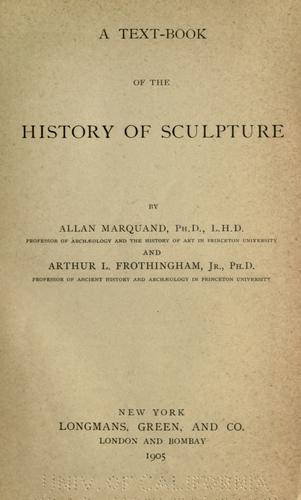 A TEXT-BOOK
OF THE
HISTORY OF SCULPTURE
BY
ALLAN MARQUAND, PH.D., L.H.D.
PROFESSOR OF ARCHÆOLOGY AND THE HISTORY OF ART IN PRINCETON UNIVERSITY
AND
ARTHUR L. FROTHINGHAM, JR., PH.D.
PROFESSOR OF ANCIENT HISTORY AND ARCHÆOLOGY IN PRINCETON UNIVERSITY
NEW YORK
LONGMANS, GREEN, AND CO.
LONDON AND BOMBAY
1905